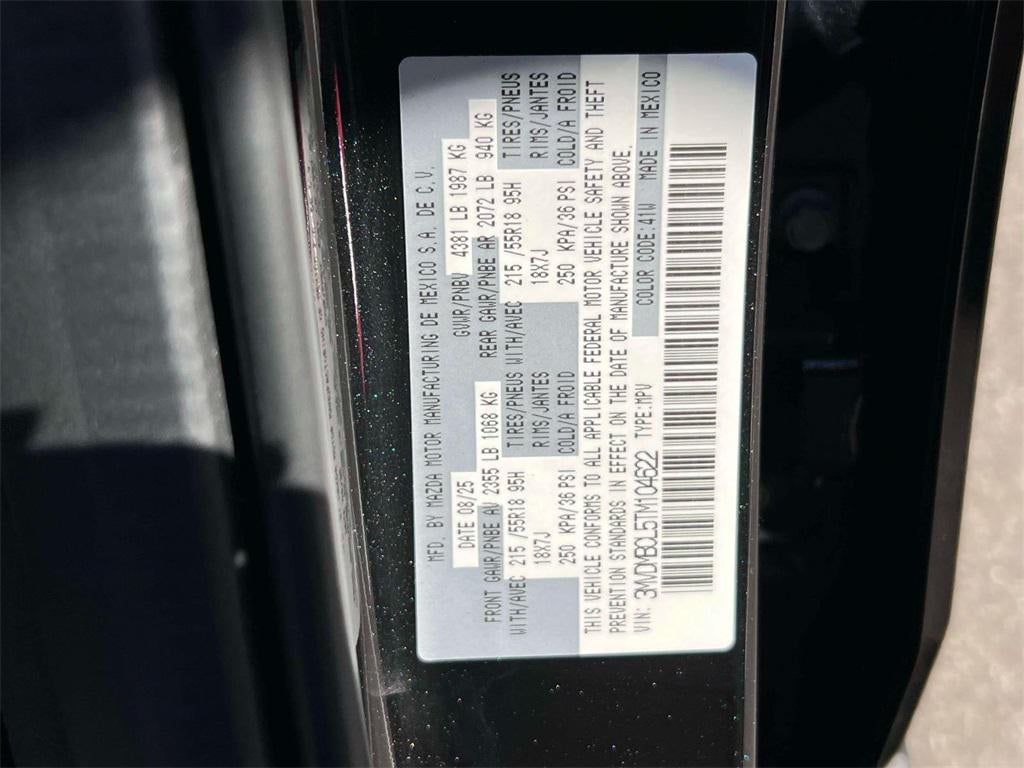 MFD. BY MAZDA MOTOR MANUFACTURING DE MEXICO S.A. DE C.V.
DATE 08/25 GVWR/PNBV 4381 LB 1987 KG
FRONT GAWR/PNBE AV 2355 LB 1068 KG REAR GAWR/PNBE AR 2072 LB 940 KG
WITH/AVEC 215 /55R18 95H TIRES/PNEUS WITH/AVEC 215 /55R18 95H TIRES/PNEUS
18X7J RIMS/JANTES 18X7J RIMS/JANTES
250 KPA/36 PSI COLD/A FROID 250 KPA/36 PSI COLD/A FROID
THIS VEHICLE CONFORMS TO ALL APPLICABLE FEDERAL MOTOR VEHICLE SAFETY AND THEFT
PREVENTION STANDARDS IN EFFECT ON THE DATE OF MANUFACTURE SHOWN ABOVE.
VIN: 3MVDMBCL5TM104622 TYPE:MPV COLOR CODE:41W MADE IN MEXICO